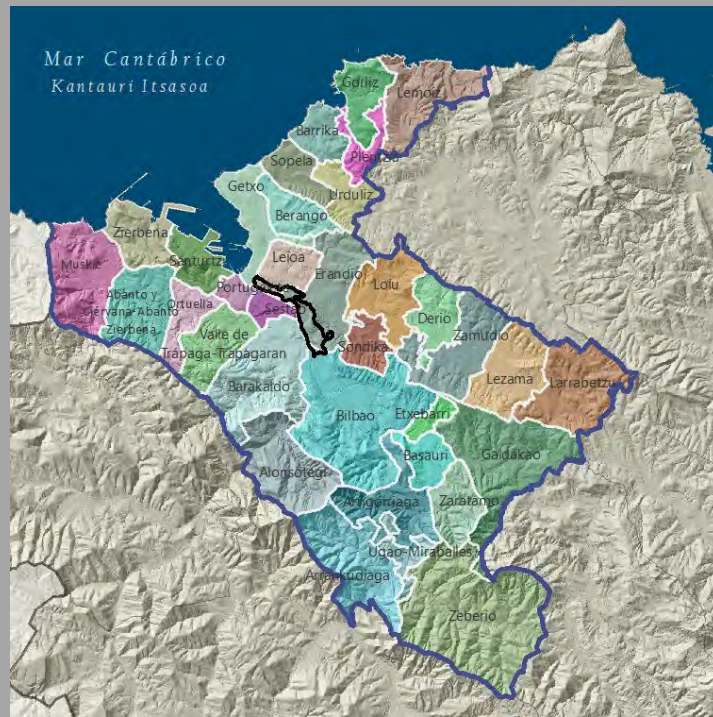 Mar Cantábrico
Kantauri Itsasoa
Gorliz
Lemoiz
Barrika
Plentzia
Sopela
Getxo
Urduliz
Berango
Zierbena
Santurtzi
Leioa
Muskiz
Erandio
Loiu
Abanto y
Ciervana-Abanto
Zierbena
Ortuella
Sestao
Derio
Zamudio
Valle de
Trápaga-Trapagaran
Sondika
Lezama
Larrabetzu
Barakaldo
Bilbao
Etxebarri
Basauri
Galdakao
Alonsotegi
Zaratamo
Arrigorriaga
Ugao-Miraballes
Arrankudiaga
Zeberio